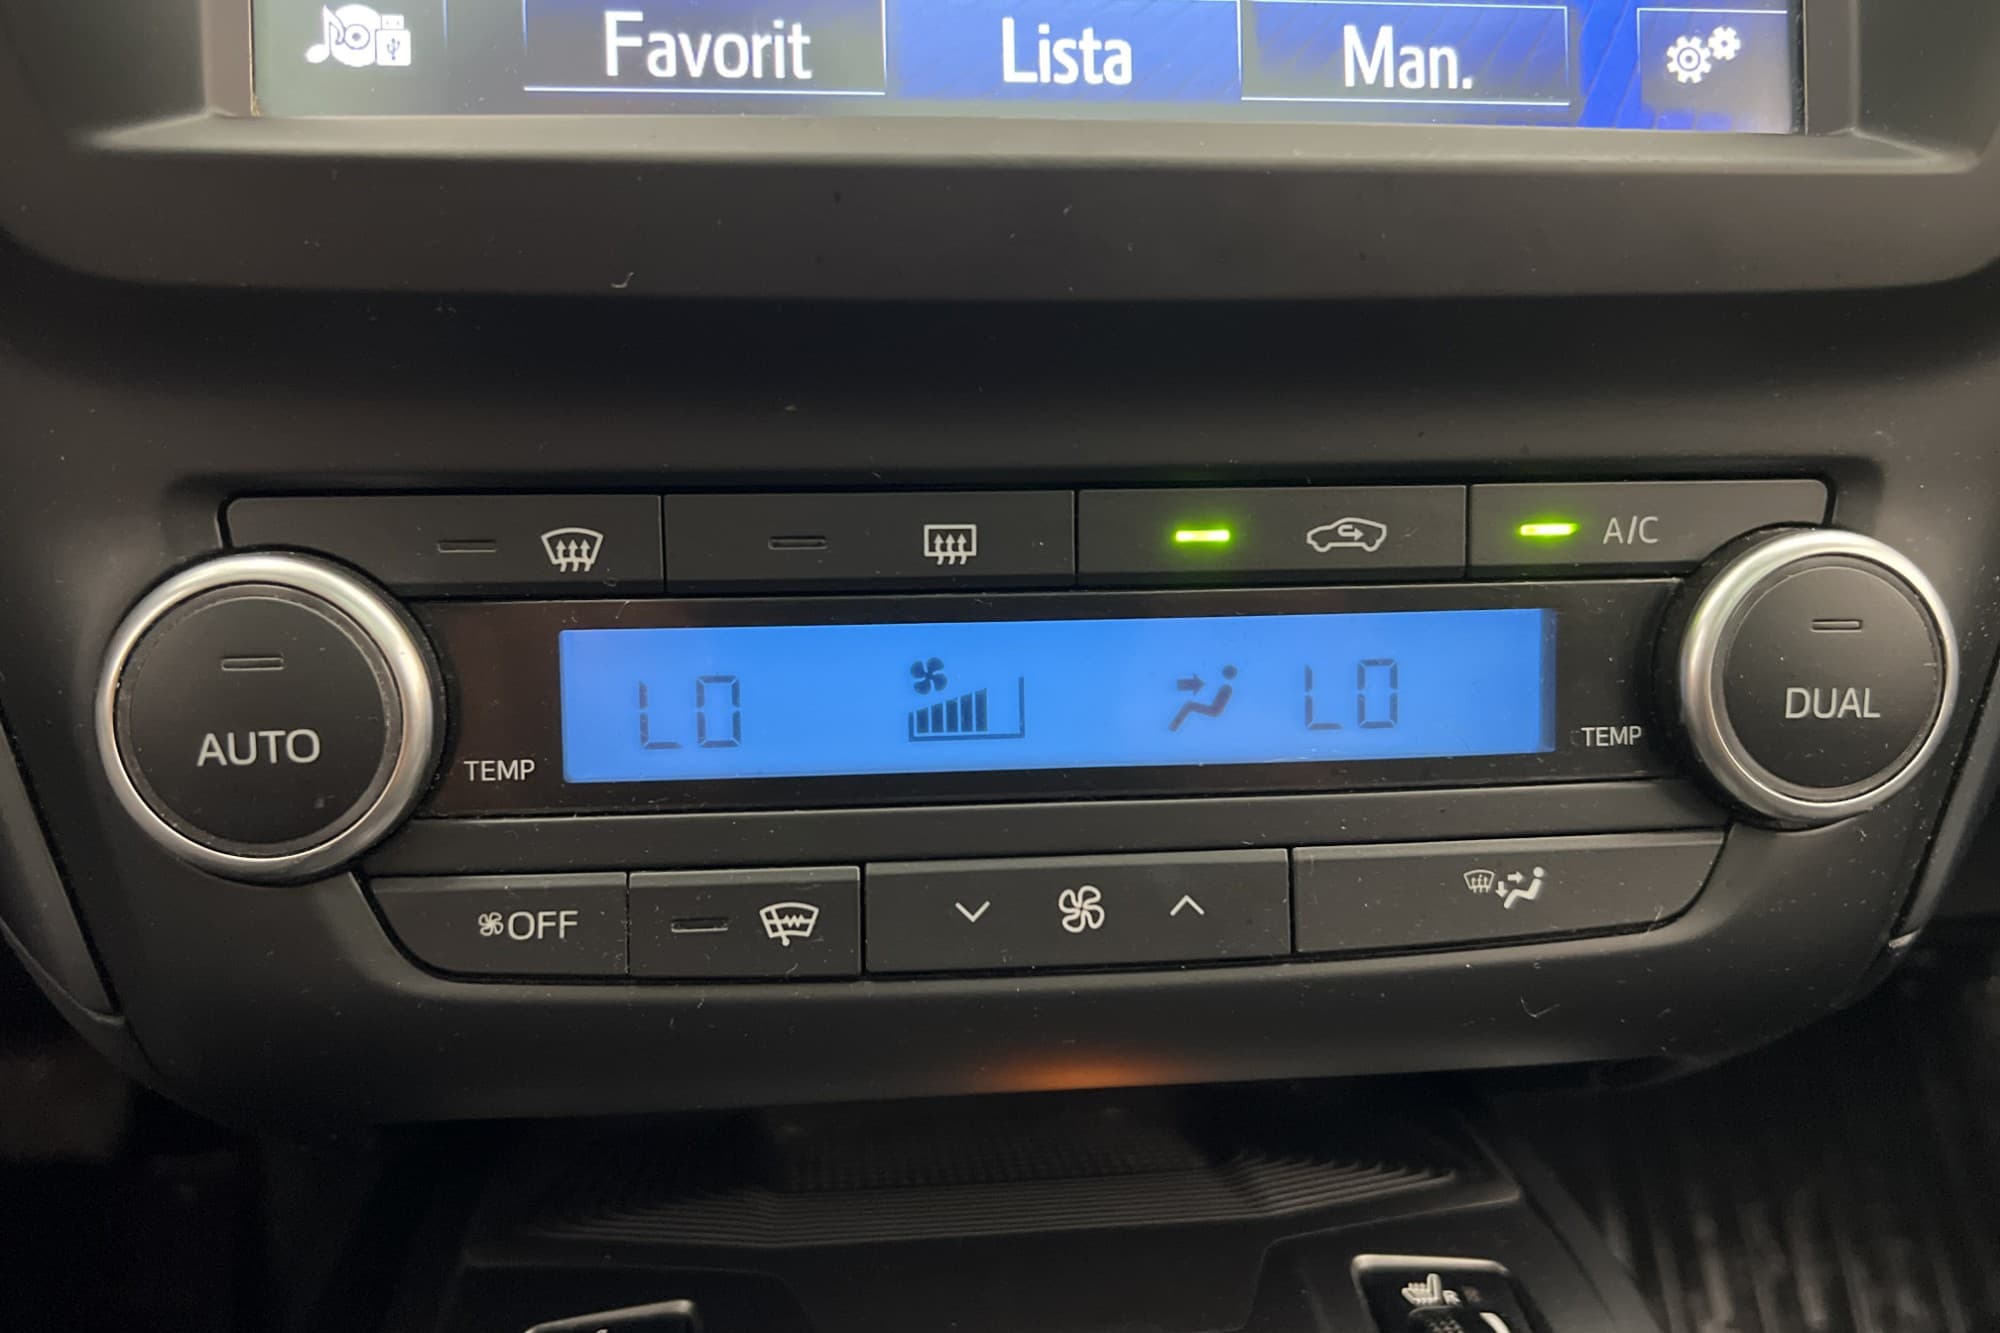 Favorit
Lista
Man.
A/C
AUTO
TEMP
LO
LO
TEMP
DUAL
OFF
R